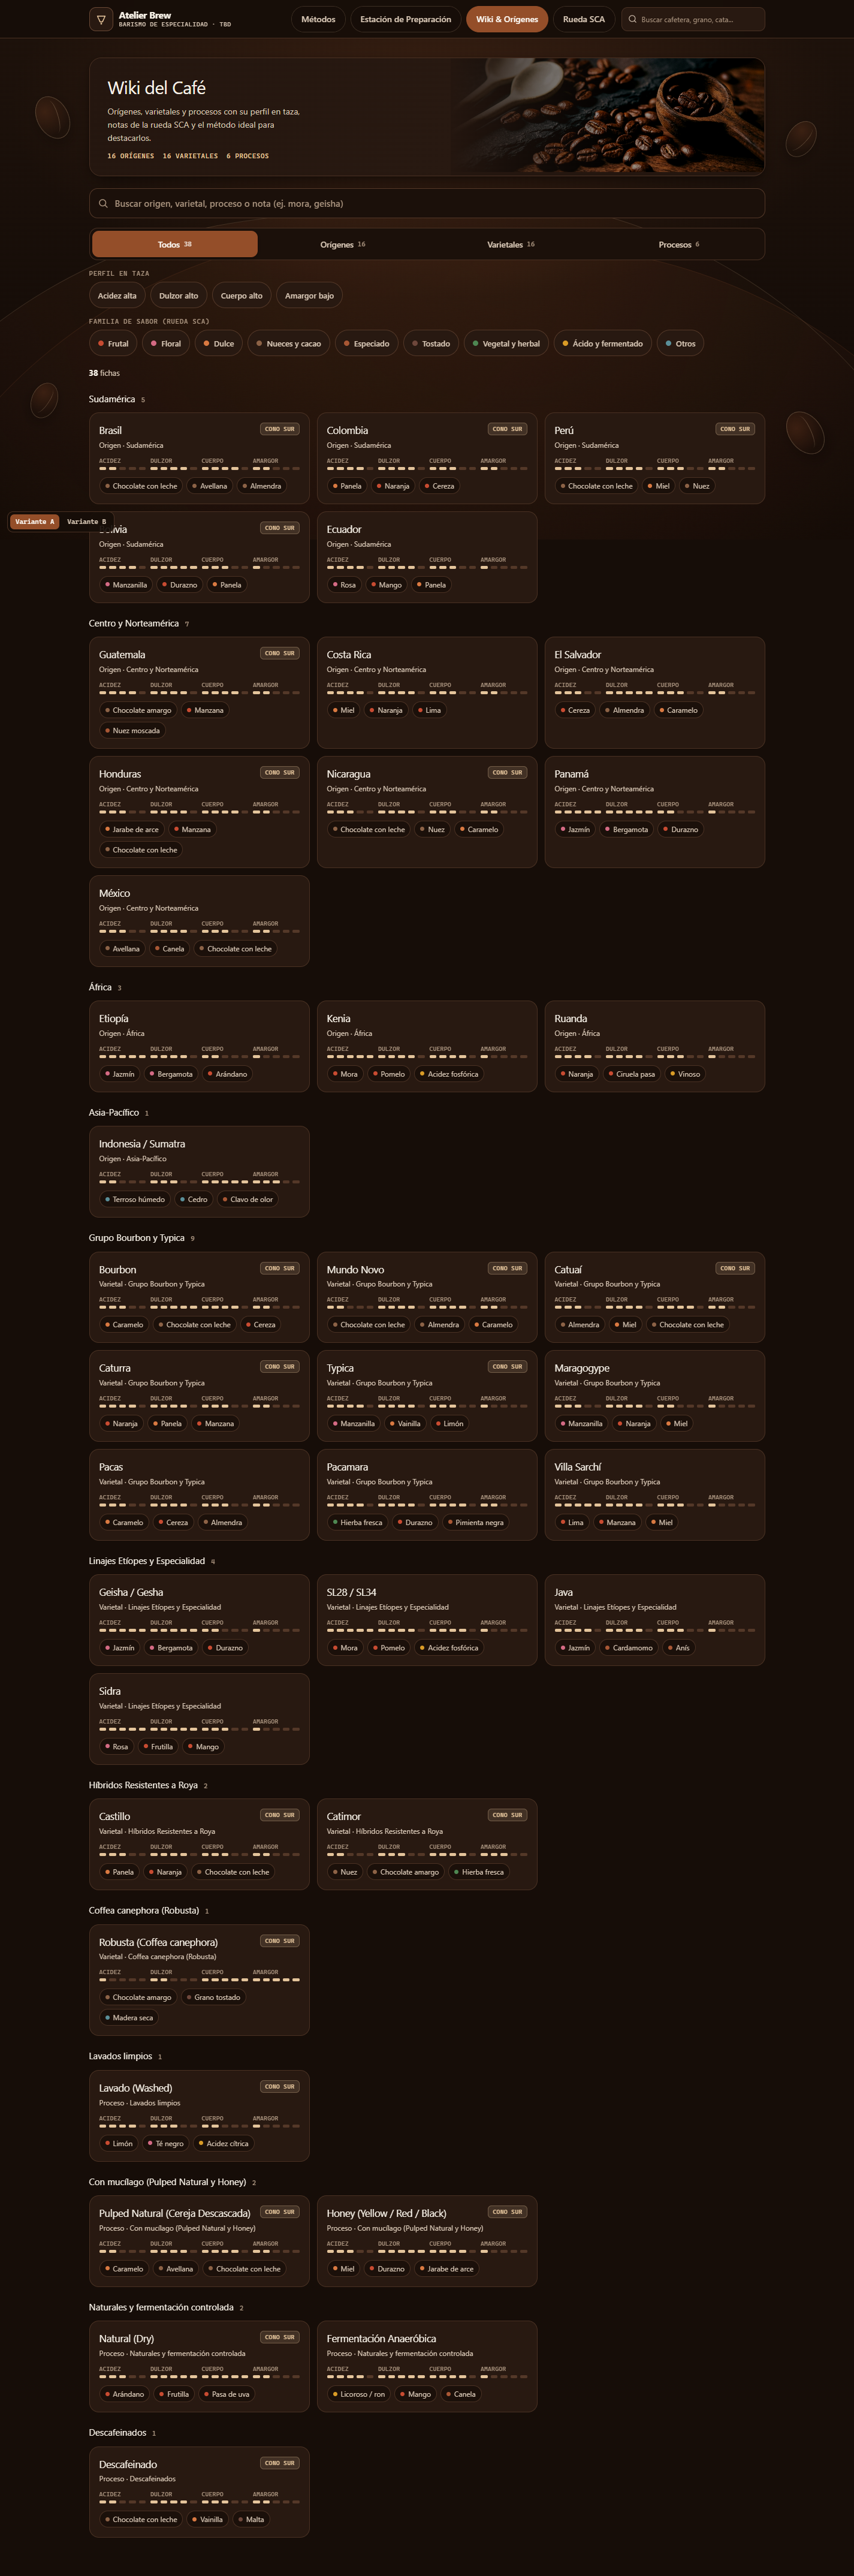 Atelier Brew
BARISMO DE ESPECIALIDAD · TBD
Métodos
Estación de Preparación
Wiki & Orígenes
Rueda SCA
Buscar cafetera, grano, cata...
Wiki del Café
Orígenes, varietales y procesos con su perfil en taza,
notas de la rueda SCA y el método ideal para
destacarlos.
16 ORÍGENES 16 VARIETALES 6 PROCESOS
Buscar origen, varietal, proceso o nota (ej. mora, geisha)
Todos 38
Orígenes 16
Varietales 16
Procesos 6
PERFIL EN TAZA
Acidez alta
Dulzor alto
Cuerpo alto
Amargor bajo
FAMILIA DE SABOR (RUEDA SCA)
Frutal
Floral
Dulce
Nueces y cacao
Especiado
Tostado
Vegetal y herbal
Ácido y fermentado
Otros
38 fichas
Sudamérica 5
Brasil CONO SUR
Origen · Sudamérica
ACIDEZ DULZOR CUERPO AMARGOR
Chocolate con leche Avellana Almendra
Colombia CONO SUR
Origen · Sudamérica
ACIDEZ DULZOR CUERPO AMARGOR
Panela Naranja Cereza
Perú CONO SUR
Origen · Sudamérica
ACIDEZ DULZOR CUERPO AMARGOR
Chocolate con leche Miel Nuez
Variante A Variante B
via CONO SUR
Origen · Sudamérica
ACIDEZ DULZOR CUERPO AMARGOR
Manzanilla Durazno Panela
Ecuador
Origen · Sudamérica
ACIDEZ DULZOR CUERPO AMARGOR
Rosa Mango Panela
Centro y Norteamérica 7
Guatemala CONO SUR
Origen · Centro y Norteamérica
ACIDEZ DULZOR CUERPO AMARGOR
Chocolate amargo Manzana
Nuez moscada
Costa Rica
Origen · Centro y Norteamérica
ACIDEZ DULZOR CUERPO AMARGOR
Miel Naranja Lima
El Salvador
Origen · Centro y Norteamérica
ACIDEZ DULZOR CUERPO AMARGOR
Cereza Almendra Caramelo
Honduras CONO SUR
Origen · Centro y Norteamérica
ACIDEZ DULZOR CUERPO AMARGOR
Jarabe de arce Manzana
Chocolate con leche
Nicaragua CONO SUR
Origen · Centro y Norteamérica
ACIDEZ DULZOR CUERPO AMARGOR
Chocolate con leche Nuez Caramelo
Panamá
Origen · Centro y Norteamérica
ACIDEZ DULZOR CUERPO AMARGOR
Jazmín Bergamota Durazno
México
Origen · Centro y Norteamérica
ACIDEZ DULZOR CUERPO AMARGOR
Avellana Canela Chocolate con leche
África 3
Etiopía
Origen · África
ACIDEZ DULZOR CUERPO AMARGOR
Jazmín Bergamota Arándano
Kenia
Origen · África
ACIDEZ DULZOR CUERPO AMARGOR
Mora Pomelo Acidez fosfórica
Ruanda
Origen · África
ACIDEZ DULZOR CUERPO AMARGOR
Naranja Ciruela pasa Vinoso
Asia-Pacífico 1
Indonesia / Sumatra
Origen · Asia-Pacífico
ACIDEZ DULZOR CUERPO AMARGOR
Terroso húmedo Cedro Clavo de olor
Grupo Bourbon y Typica 9
Bourbon CONO SUR
Varietal · Grupo Bourbon y Typica
ACIDEZ DULZOR CUERPO AMARGOR
Caramelo Chocolate con leche Cereza
Mundo Novo CONO SUR
Varietal · Grupo Bourbon y Typica
ACIDEZ DULZOR CUERPO AMARGOR
Chocolate con leche Almendra Caramelo
Catuaí CONO SUR
Varietal · Grupo Bourbon y Typica
ACIDEZ DULZOR CUERPO AMARGOR
Almendra Miel Chocolate con leche
Caturra CONO SUR
Varietal · Grupo Bourbon y Typica
ACIDEZ DULZOR CUERPO AMARGOR
Naranja Panela Manzana
Typica CONO SUR
Varietal · Grupo Bourbon y Typica
ACIDEZ DULZOR CUERPO AMARGOR
Manzanilla Vainilla Limón
Maragogype
Varietal · Grupo Bourbon y Typica
ACIDEZ DULZOR CUERPO AMARGOR
Manzanilla Naranja Miel
Pacas
Varietal · Grupo Bourbon y Typica
ACIDEZ DULZOR CUERPO AMARGOR
Caramelo Cereza Almendra
Pacamara
Varietal · Grupo Bourbon y Typica
ACIDEZ DULZOR CUERPO AMARGOR
Hierba fresca Durazno Pimienta negra
Villa Sarchí
Varietal · Grupo Bourbon y Typica
ACIDEZ DULZOR CUERPO AMARGOR
Lima Manzana Miel
Linajes Etíopes y Especialidad 4
Geisha / Gesha
Varietal · Linajes Etíopes y Especialidad
ACIDEZ DULZOR CUERPO AMARGOR
Jazmín Bergamota Durazno
SL28 / SL34
Varietal · Linajes Etíopes y Especialidad
ACIDEZ DULZOR CUERPO AMARGOR
Mora Pomelo Acidez fosfórica
Java
Varietal · Linajes Etíopes y Especialidad
ACIDEZ DULZOR CUERPO AMARGOR
Jazmín Cardamomo Anís
Sidra
Varietal · Linajes Etíopes y Especialidad
ACIDEZ DULZOR CUERPO AMARGOR
Rosa Frutilla Mango
Híbridos Resistentes a Roya 2
Castillo CONO SUR
Varietal · Híbridos Resistentes a Roya
ACIDEZ DULZOR CUERPO AMARGOR
Panela Naranja Chocolate con leche
Catimor CONO SUR
Varietal · Híbridos Resistentes a Roya
ACIDEZ DULZOR CUERPO AMARGOR
Nuez Chocolate amargo Hierba fresca
Coffea canephora (Robusta) 1
Robusta (Coffea canephora) CONO SUR
Varietal · Coffea canephora (Robusta)
ACIDEZ DULZOR CUERPO AMARGOR
Chocolate amargo Grano tostado
Madera seca
Lavados limpios 1
Lavado (Washed) CONO SUR
Proceso · Lavados limpios
ACIDEZ DULZOR CUERPO AMARGOR
Limón Té negro Acidez cítrica
Con mucílago (Pulped Natural y Honey) 2
Pulped Natural (Cereja Descascada) CONO SUR
Proceso · Con mucílago (Pulped Natural y Honey)
ACIDEZ DULZOR CUERPO AMARGOR
Caramelo Avellana Chocolate con leche
Honey (Yellow / Red / Black) CONO SUR
Proceso · Con mucílago (Pulped Natural y Honey)
ACIDEZ DULZOR CUERPO AMARGOR
Miel Durazno Jarabe de arce
Naturales y fermentación controlada 2
Natural (Dry) CONO SUR
Proceso · Naturales y fermentación controlada
ACIDEZ DULZOR CUERPO AMARGOR
Arándano Frutilla Pasa de uva
Fermentación Anaeróbica
Proceso · Naturales y fermentación controlada
ACIDEZ DULZOR CUERPO AMARGOR
Licoroso / ron Mango Canela
Descafeinados 1
Descafeinado CONO SUR
Proceso · Descafeinados
ACIDEZ DULZOR CUERPO AMARGOR
Chocolate con leche Vainilla Malta